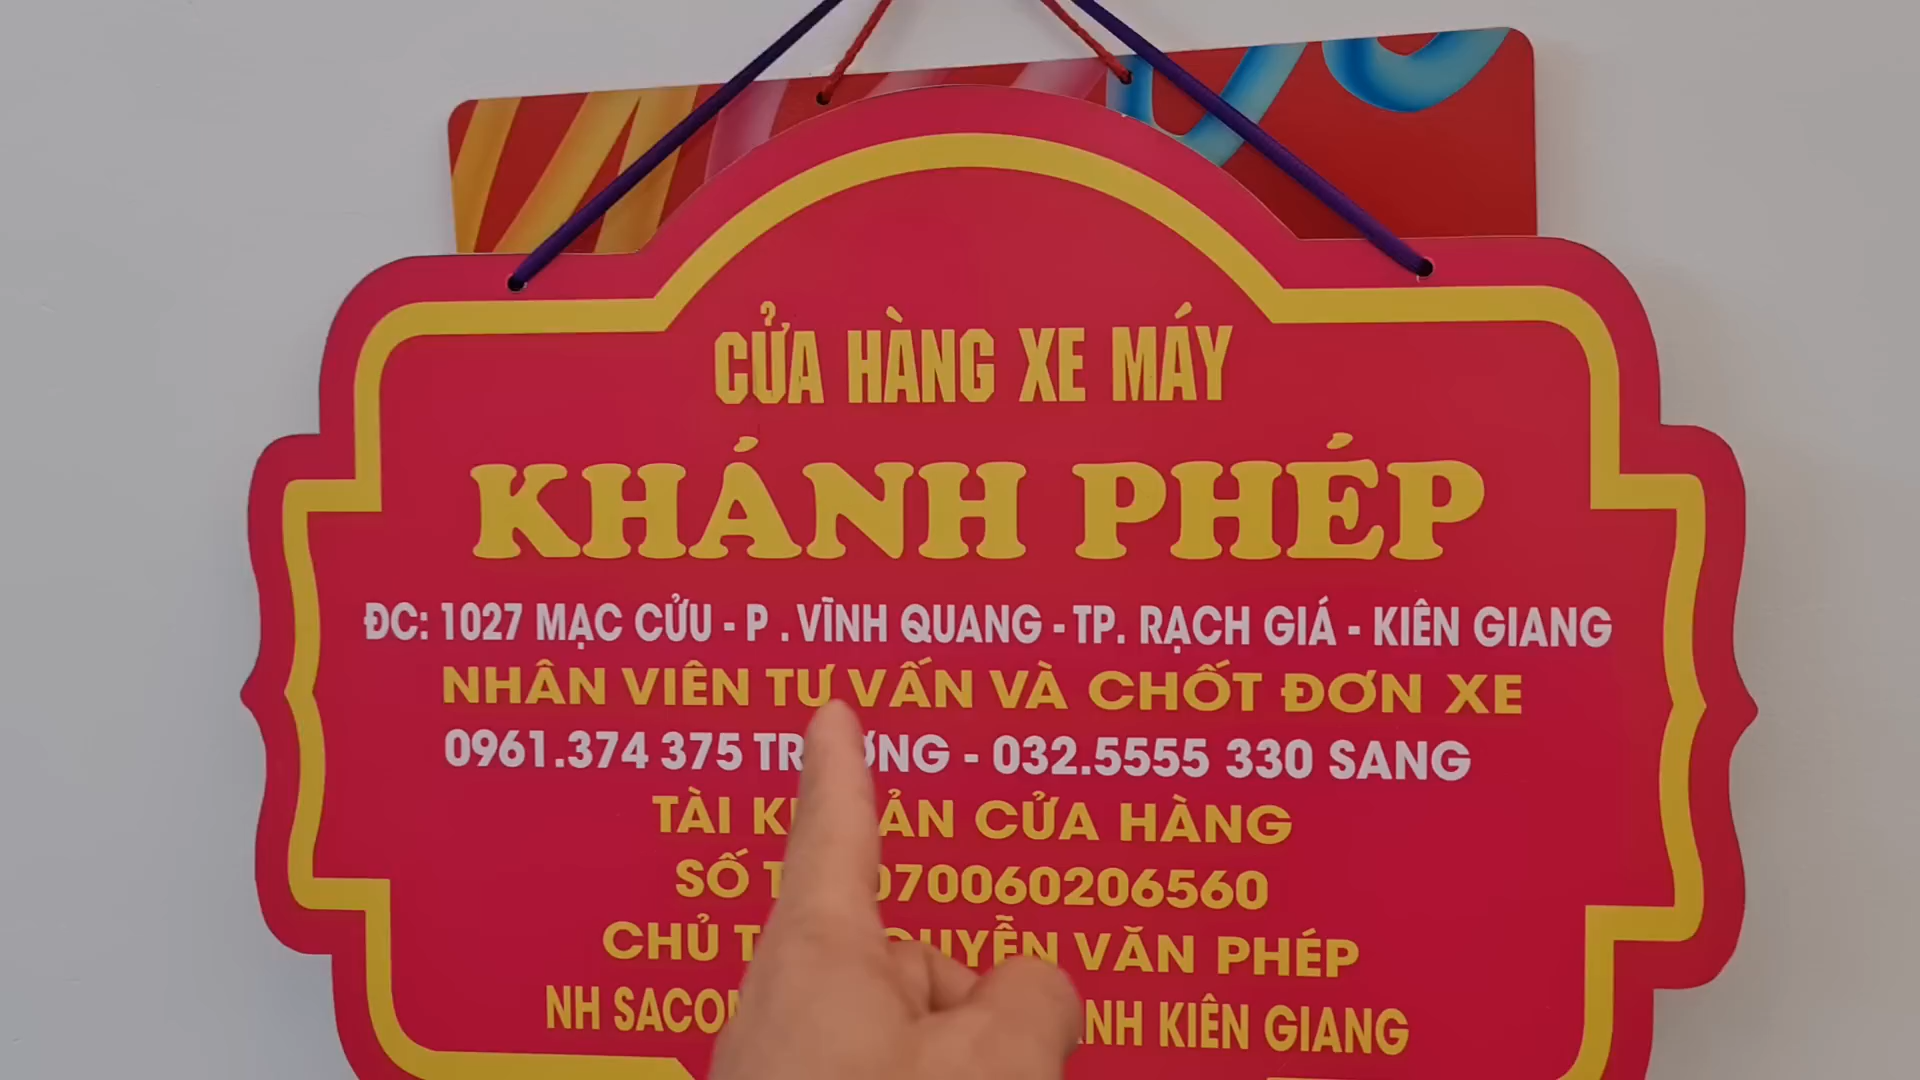 CỬA HÀNG XE MÁY
KHÁNH PHÉP
ĐC: 1027 MẠC CỬU - P . VĨNH QUANG - TP. RẠCH GIÁ - KIÊN GIANG
NHÂN VIÊN TƯ VẤN VÀ CHỐT ĐƠN XE
0961.374 375 - 032.5555 330 SANG
TÀI CỬA HÀNG
SỐ
CHỦ VĂN PHÉP
NH KIÊN GIANG